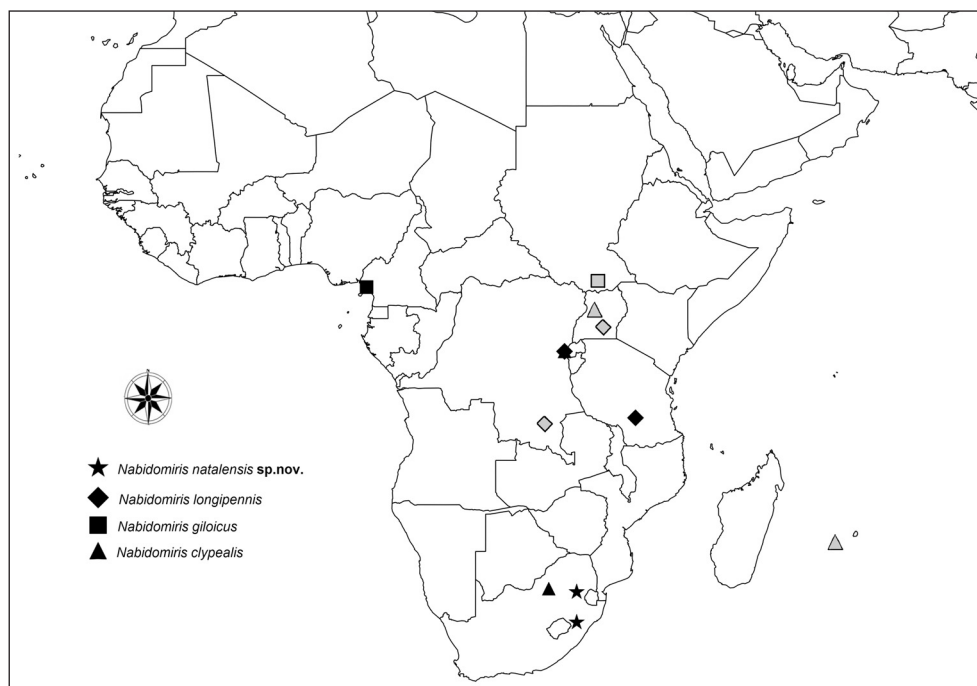 N
Nabidomiris natalensis sp.nov.
Nabidomiris longipennis
Nabidomiris giloicus
Nabidomiris clypealis